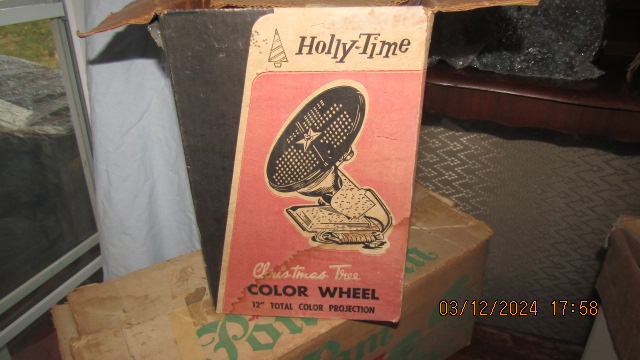 Holly-Time
Christmas Tree
COLOR WHEEL
12" TOTAL COLOR PROJECTION
03/12/2024 17:58